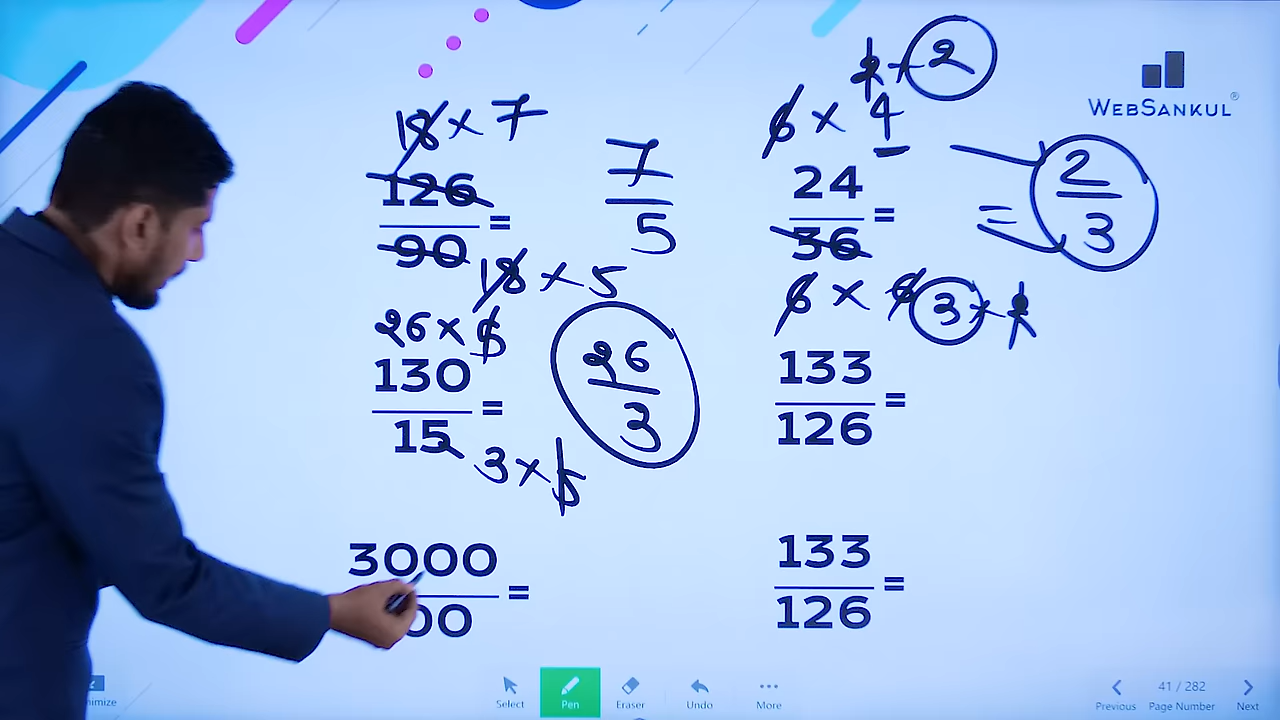 WEBSANKUL®
18 × 7
126
90
=
18 × 5
7
5
2 × 2
6 × 4
24
36
=
6 × 6 3 × 2
=
2
3
26 × 5
130
15
=
3 × 5
26
3
133
126
=
3000
00
=
133
126
=
Select
Pen
Eraser
Undo
More
Previous
41 / 282
Page Number
Next